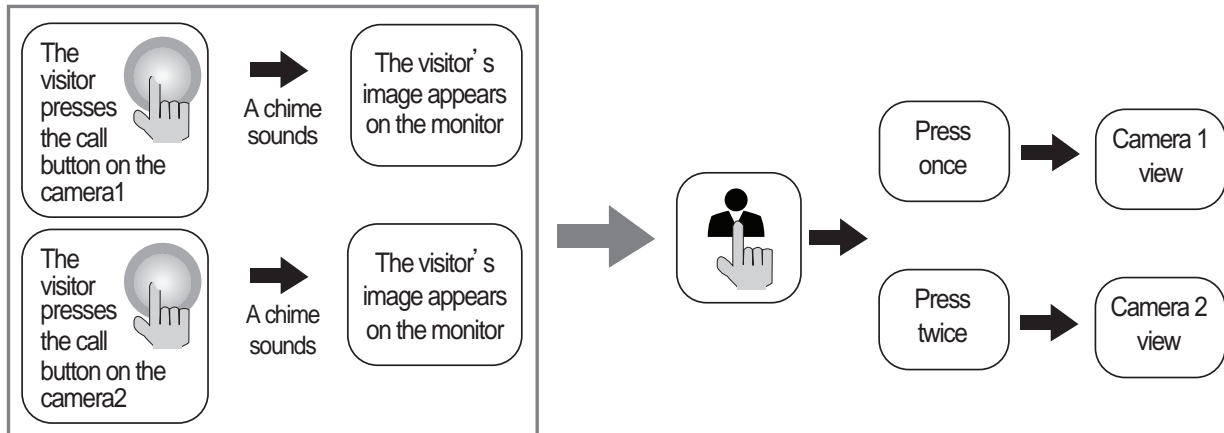 The
visitor
presses
the call
button on the
camera1
A chime
sounds
The visitor’s
image appears
on the monitor
The
visitor
presses
the call
button on the
camera2
A chime
sounds
The visitor’s
image appears
on the monitor
Press
once
Camera 1
view
Press
twice
Camera 2
view